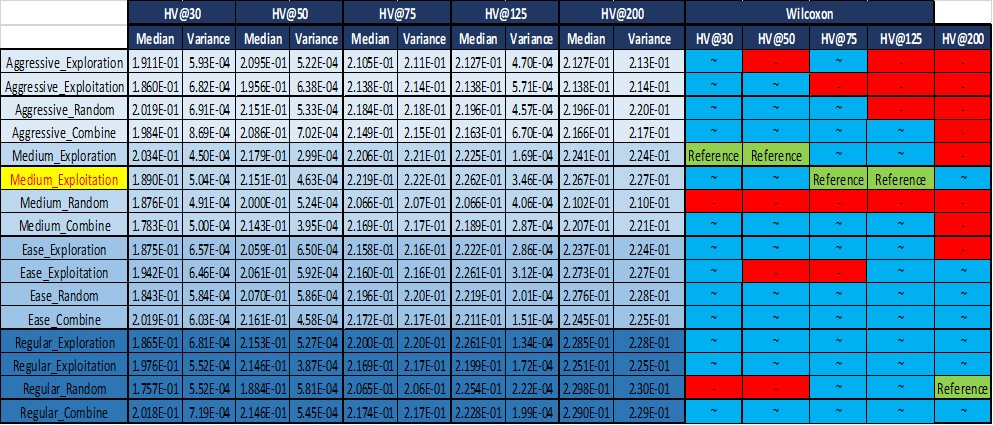 HV@30 HV@50 HV@75 HV@125 HV@200 Wilcoxon
Median Variance Median Variance Median Variance Median Variance Median Variance HV@30 HV@50 HV@75 HV@125 HV@200
Aggressive_Exploration 1.911E-01 5.93E-04 2.095E-01 5.22E-04 2.105E-01 2.11E-01 2.127E-01 4.70E-04 2.127E-01 2.13E-01 ~ - ~ - -
Aggressive_Exploitation 1.860E-01 6.82E-04 1.956E-01 6.38E-04 2.138E-01 2.14E-01 2.138E-01 5.71E-04 2.138E-01 2.14E-01 ~ ~ - - -
Aggressive_Random 2.019E-01 6.91E-04 2.151E-01 5.33E-04 2.184E-01 2.18E-01 2.196E-01 4.57E-04 2.196E-01 2.20E-01 ~ ~ ~ - -
Aggressive_Combine 1.984E-01 8.69E-04 2.086E-01 7.02E-04 2.149E-01 2.15E-01 2.163E-01 6.70E-04 2.166E-01 2.17E-01 ~ ~ ~ ~ -
Medium_Exploration 2.034E-01 4.50E-04 2.179E-01 2.99E-04 2.206E-01 2.21E-01 2.225E-01 1.69E-04 2.241E-01 2.24E-01 Reference Reference ~ ~ -
Medium_Exploitation 1.890E-01 5.04E-04 2.151E-01 4.63E-04 2.219E-01 2.22E-01 2.262E-01 3.46E-04 2.267E-01 2.27E-01 ~ ~ Reference Reference ~
Medium_Random 1.876E-01 4.91E-04 2.000E-01 5.24E-04 2.066E-01 2.07E-01 2.066E-01 4.06E-04 2.102E-01 2.10E-01 - - - - -
Medium_Combine 1.783E-01 5.00E-04 2.143E-01 3.95E-04 2.169E-01 2.17E-01 2.189E-01 2.87E-04 2.207E-01 2.21E-01 ~ ~ ~ ~ -
Ease_Exploration 1.875E-01 6.57E-04 2.059E-01 6.50E-04 2.158E-01 2.16E-01 2.222E-01 2.86E-04 2.237E-01 2.24E-01 ~ ~ ~ ~ -
Ease_Exploitation 1.942E-01 6.46E-04 2.061E-01 5.92E-04 2.160E-01 2.16E-01 2.261E-01 3.12E-04 2.273E-01 2.27E-01 ~ - - ~ ~
Ease_Random 1.843E-01 5.84E-04 2.070E-01 5.86E-04 2.196E-01 2.20E-01 2.219E-01 2.01E-04 2.276E-01 2.28E-01 ~ ~ ~ ~ ~
Ease_Combine 2.019E-01 6.03E-04 2.161E-01 4.58E-04 2.172E-01 2.17E-01 2.211E-01 1.51E-04 2.245E-01 2.25E-01 ~ ~ ~ ~ ~
Regular_Exploration 1.865E-01 6.81E-04 2.153E-01 5.27E-04 2.200E-01 2.20E-01 2.261E-01 1.34E-04 2.285E-01 2.28E-01 ~ ~ ~ ~ ~
Regular_Exploitation 1.976E-01 5.52E-04 2.146E-01 3.87E-04 2.169E-01 2.17E-01 2.199E-01 1.72E-04 2.251E-01 2.25E-01 ~ ~ ~ ~ ~
Regular_Random 1.757E-01 5.52E-04 1.884E-01 5.81E-04 2.065E-01 2.06E-01 2.254E-01 2.22E-04 2.298E-01 2.30E-01 - - ~ ~ Reference
Regular_Combine 2.018E-01 7.19E-04 2.146E-01 5.45E-04 2.174E-01 2.17E-01 2.228E-01 1.99E-04 2.290E-01 2.29E-01 ~ ~ ~ ~ ~